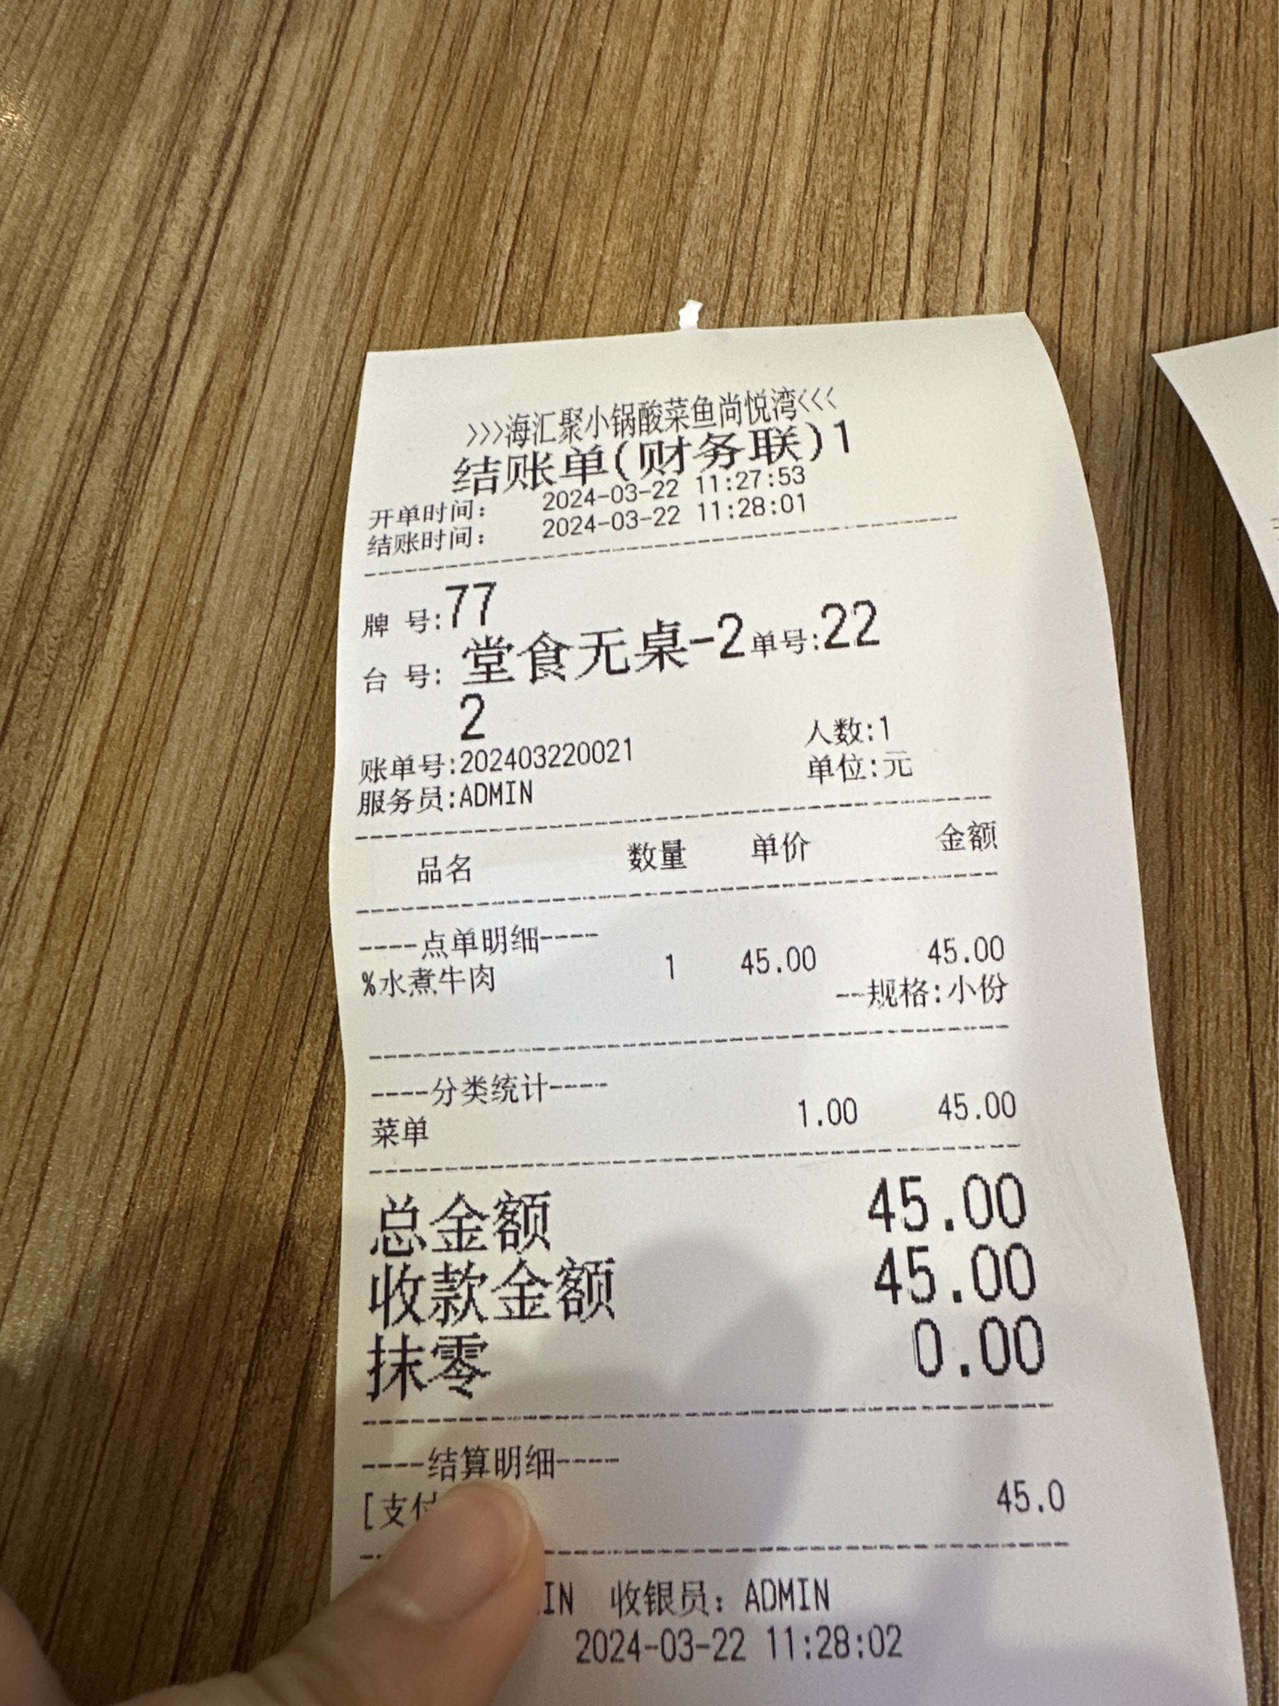 >>>海汇聚小锅酸菜鱼尚悦湾<<<
结账单(财务联)1
开单时间: 2024-03-22 11:27:53
结账时间: 2024-03-22 11:28:01
牌 号:77
台 号: 堂食无桌-2 单号:22
2
账单号:202403220021 人数:1
服务员:ADMIN 单位:元
品名 数量 单价 金额
----点单明细----
%水煮牛肉 1 45.00 45.00
--规格:小份
----分类统计----
菜单 1.00 45.00
总金额 45.00
收款金额 45.00
抹零 0.00
----结算明细----
[支付 45.0
IN 收银员: ADMIN
2024-03-22 11:28:02